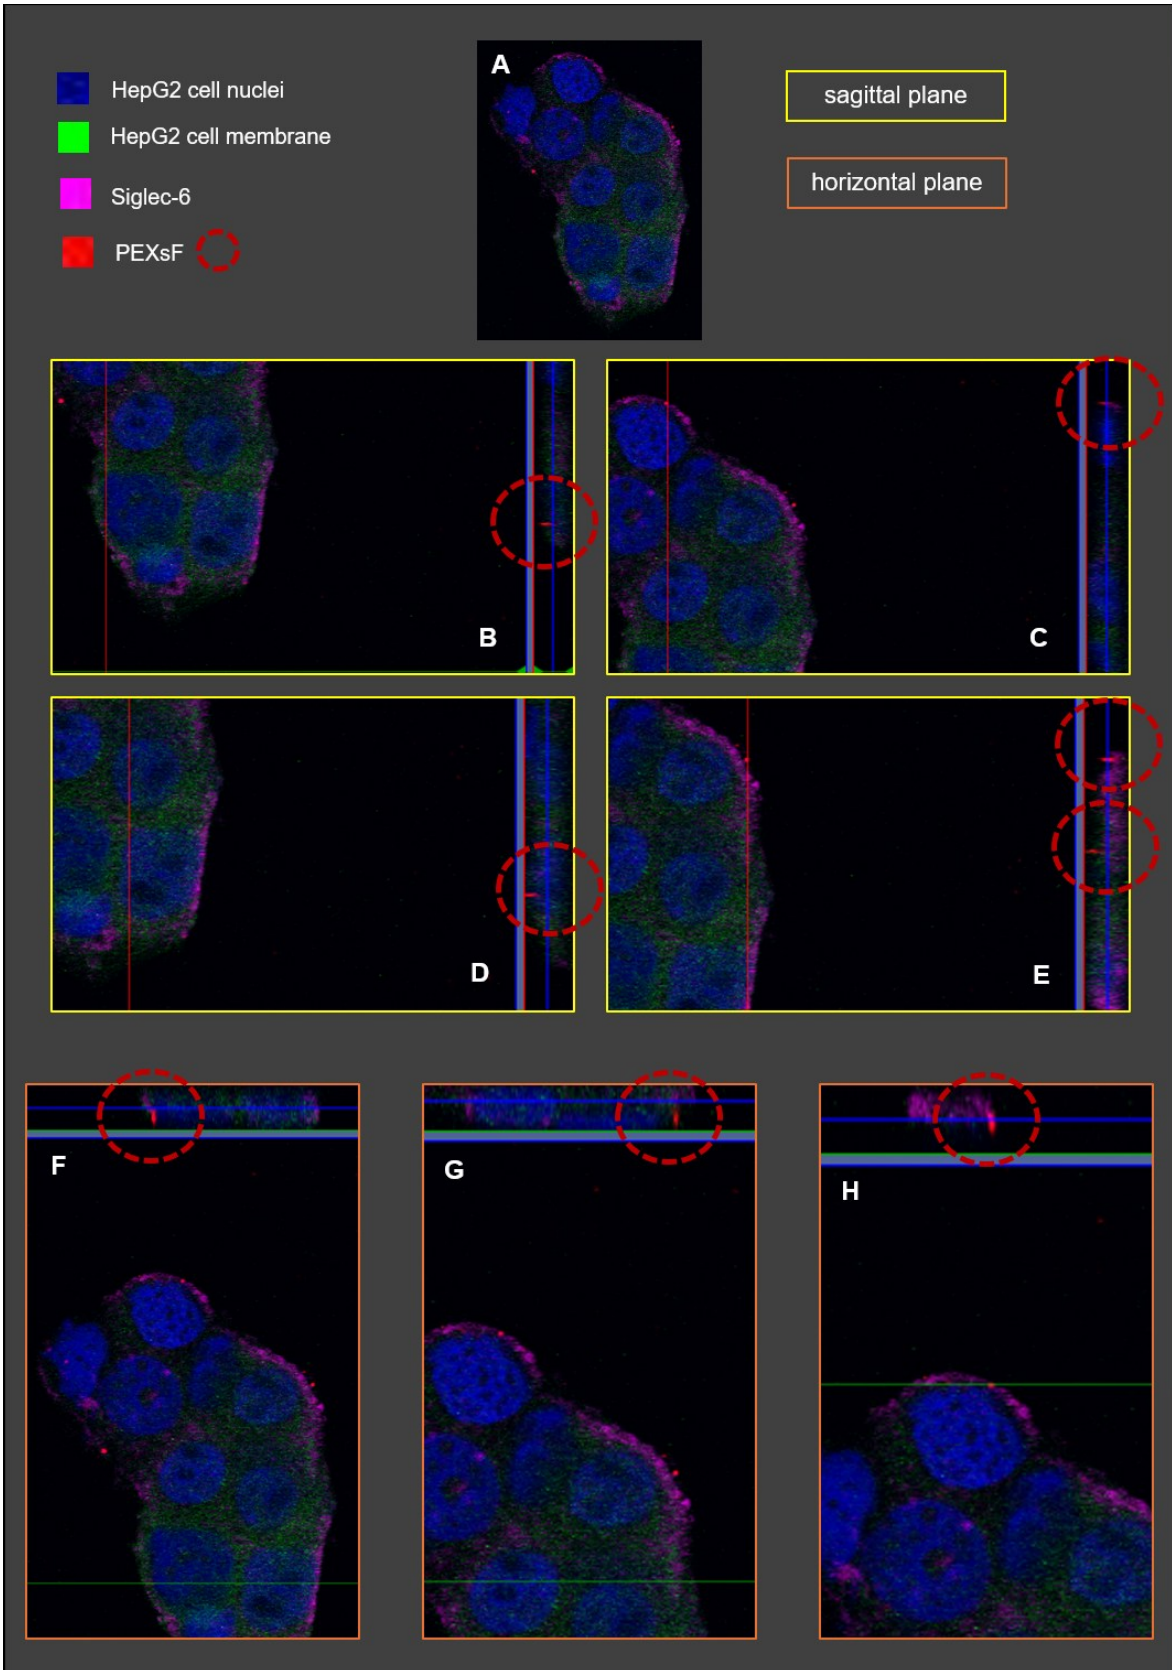 A
HepG2 cell nuclei
HepG2 cell membrane
Siglec-6
PEXsF
sagittal plane
horizontal plane
B
C
D
E
F
G
H